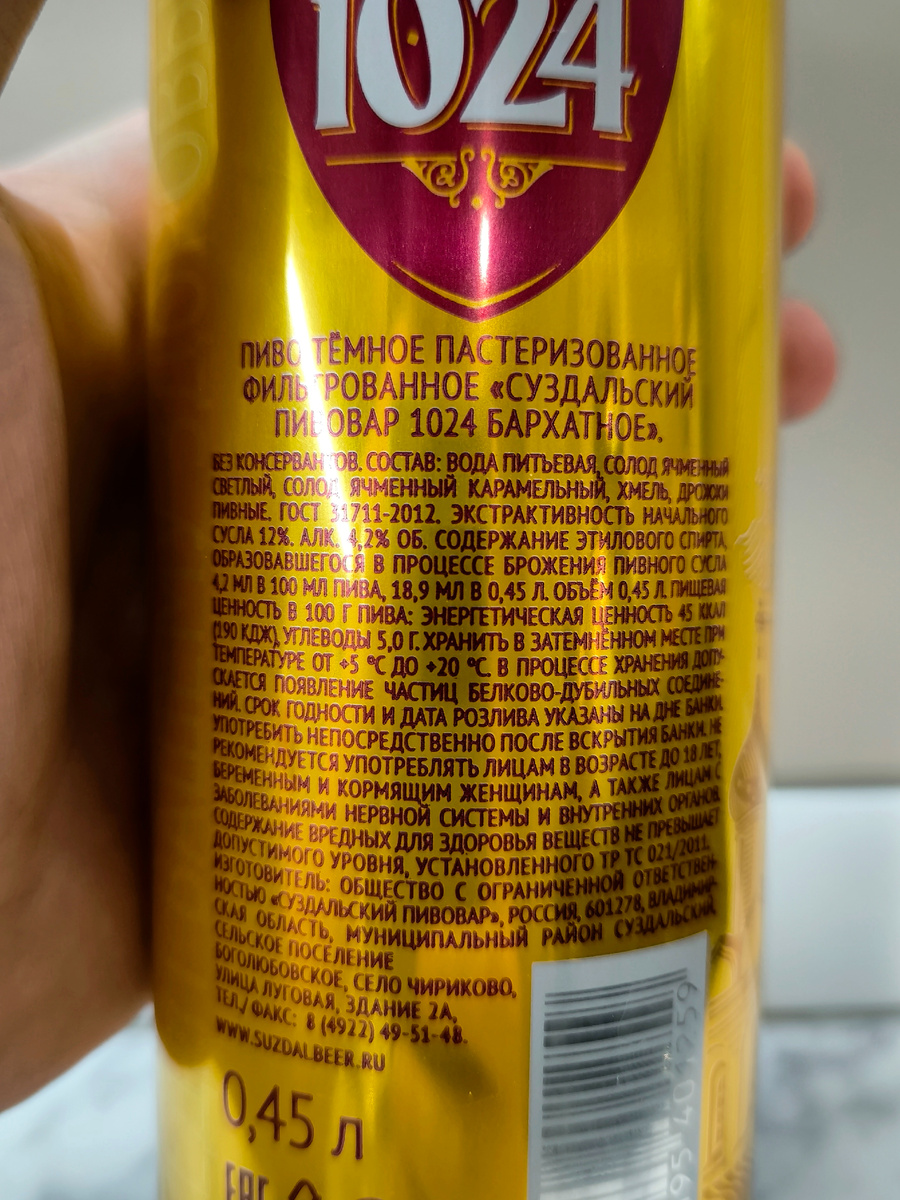 1024
ПИВО ТЁМНОЕ ПАСТЕРИЗОВАННОЕ
ФИЛЬТРОВАННОЕ «СУЗДАЛЬСКИЙ
ПИВОВАР 1024 БАРХАТНОЕ».
БЕЗ КОНСЕРВАНТОВ. СОСТАВ: ВОДА ПИТЬЕВАЯ, СОЛОД ЯЧМЕННЫЙ
СВЕТЛЫЙ, СОЛОД ЯЧМЕННЫЙ КАРАМЕЛЬНЫЙ, ХМЕЛЬ, ДРОЖЖИ
ПИВНЫЕ. ГОСТ 31711-2012. ЭКСТРАКТИВНОСТЬ НАЧАЛЬНОГО
СУСЛА 12%. АЛК. 4,2% ОБ. СОДЕРЖАНИЕ ЭТИЛОВОГО СПИРТА,
ОБРАЗОВАВШЕГОСЯ В ПРОЦЕССЕ БРОЖЕНИЯ ПИВНОГО СУСЛА
4,2 МЛ В 100 МЛ ПИВА, 18,9 МЛ В 0,45 Л. ОБЪЁМ 0,45 Л. ПИЩЕВАЯ
ЦЕННОСТЬ В 100 Г ПИВА: ЭНЕРГЕТИЧЕСКАЯ ЦЕННОСТЬ 45 ККАЛ
(190 КДЖ), УГЛЕВОДЫ 5,0 Г. ХРАНИТЬ В ЗАТЕМНЁННОМ МЕСТЕ ПРИ
ТЕМПЕРАТУРЕ ОТ +5 °С ДО +20 °С. В ПРОЦЕССЕ ХРАНЕНИЯ ДОПУ-
СКАЕТСЯ ПОЯВЛЕНИЕ ЧАСТИЦ БЕЛКОВО-ДУБИЛЬНЫХ СОЕДИНЕ-
НИЙ. СРОК ГОДНОСТИ И ДАТА РОЗЛИВА УКАЗАНЫ НА ДНЕ БАНКИ.
УПОТРЕБИТЬ НЕПОСРЕДСТВЕННО ПОСЛЕ ВСКРЫТИЯ БАНКИ. НЕ
РЕКОМЕНДУЕТСЯ УПОТРЕБЛЯТЬ ЛИЦАМ В ВОЗРАСТЕ ДО 18 ЛЕТ,
БЕРЕМЕННЫМ И КОРМЯЩИМ ЖЕНЩИНАМ, А ТАКЖЕ ЛИЦАМ С
ЗАБОЛЕВАНИЯМИ НЕРВНОЙ СИСТЕМЫ И ВНУТРЕННИХ ОРГАНОВ.
СОДЕРЖАНИЕ ВРЕДНЫХ ДЛЯ ЗДОРОВЬЯ ВЕЩЕСТВ НЕ ПРЕВЫШАЕТ
ДОПУСТИМОГО УРОВНЯ, УСТАНОВЛЕННОГО ТР ТС 021/2011.
ИЗГОТОВИТЕЛЬ: ОБЩЕСТВО С ОГРАНИЧЕННОЙ ОТВЕТСТВЕН-
НОСТЬЮ «СУЗДАЛЬСКИЙ ПИВОВАР», РОССИЯ, 601278, ВЛАДИМИР-
СКАЯ ОБЛАСТЬ, МУНИЦИПАЛЬНЫЙ РАЙОН СУЗДАЛЬСКИЙ,
СЕЛЬСКОЕ ПОСЕЛЕНИЕ
БОГОЛЮБОВСКОЕ, СЕЛО ЧИРИКОВО,
УЛИЦА ЛУГОВАЯ, ЗДАНИЕ 2А,
ТЕЛ/ ФАКС: 8 (4922) 49-51-48.
WWW.SUZDALBEER.RU
0,45 Л
EAC